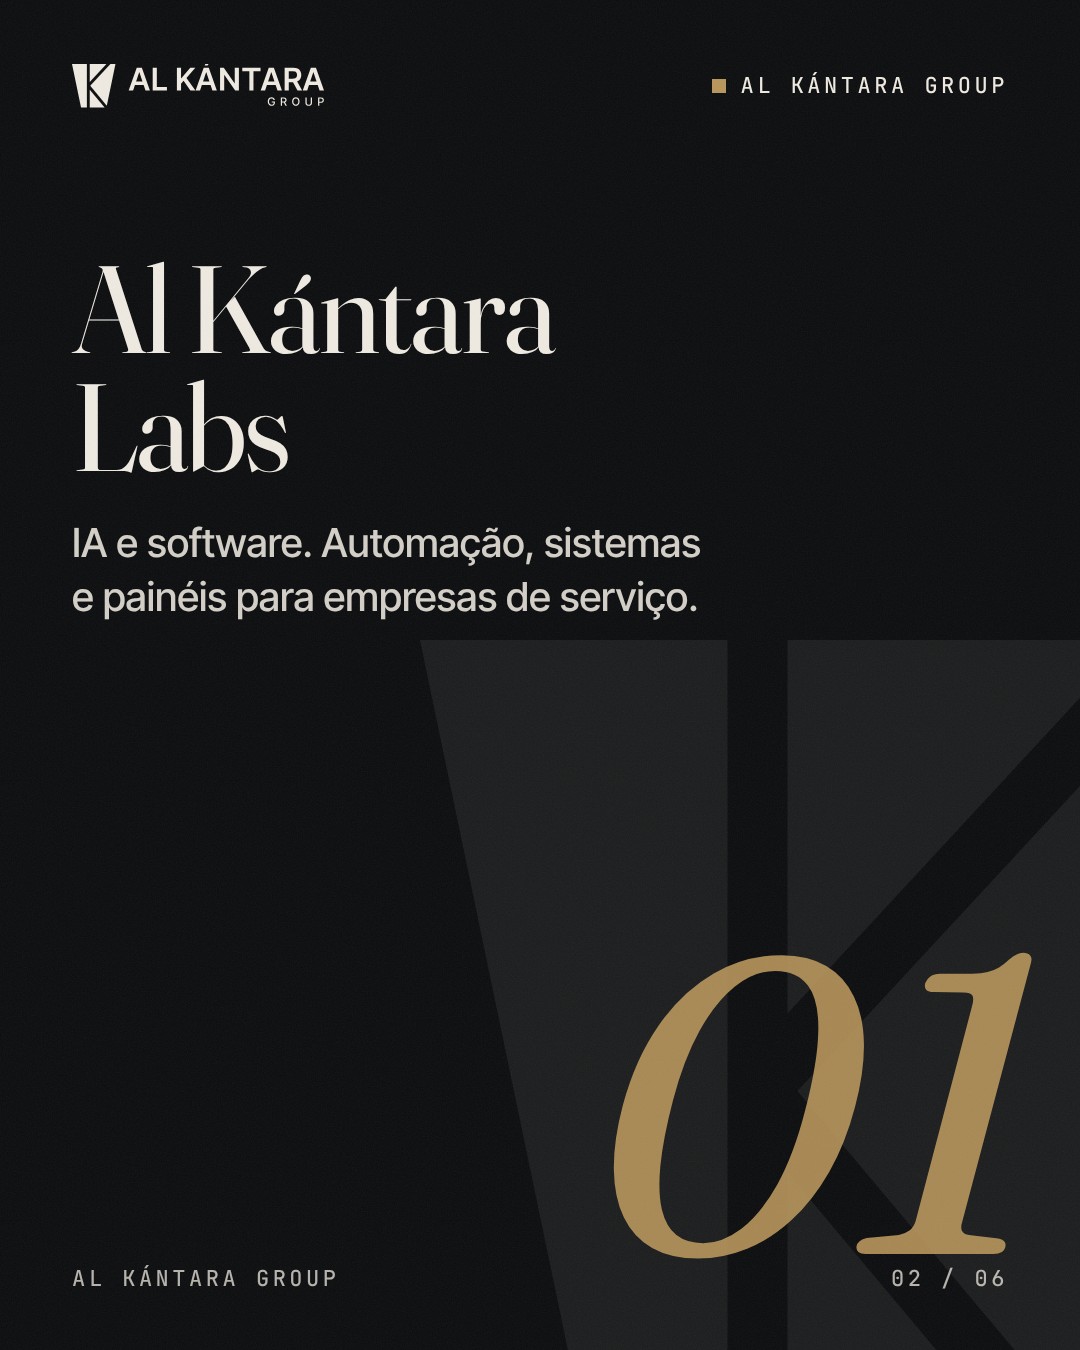 AL KÁNTARA
GROUP
AL KÁNTARA GROUP
Al Kántara
Labs
IA e software. Automação, sistemas
e painéis para empresas de serviço.
01
AL KÁNTARA GROUP
02 / 06